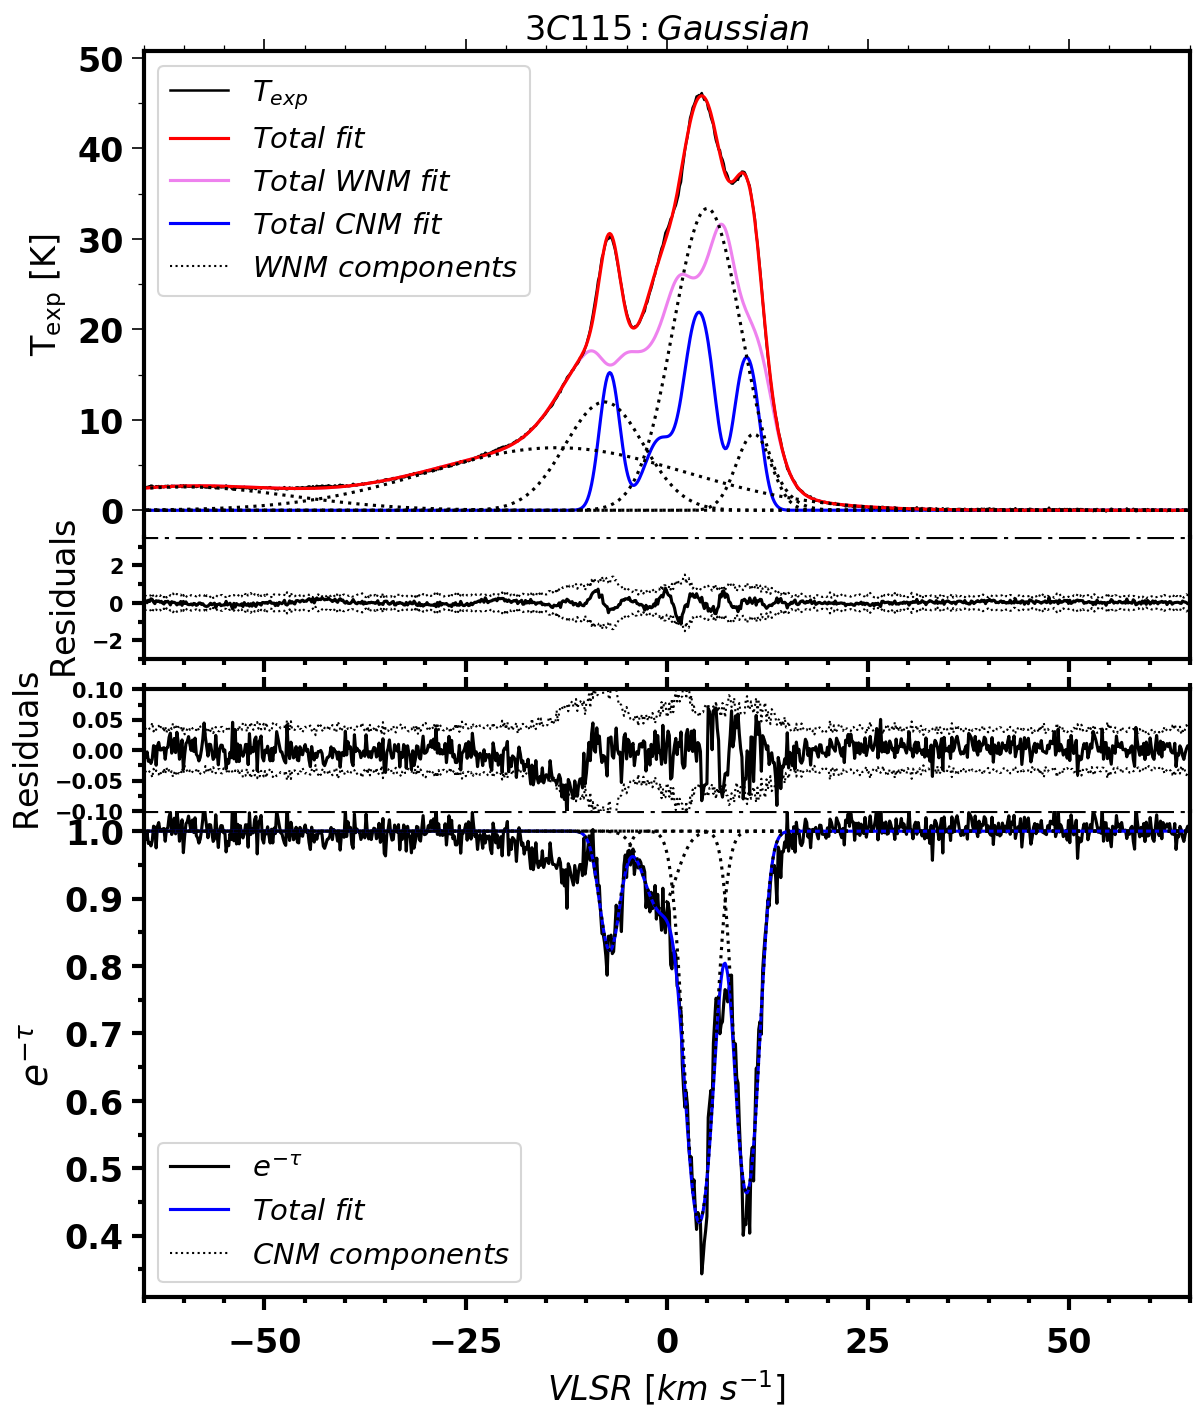 3C115 : Gaussian
50
40
30
20
10
0
T_exp [K]
T_exp
Total fit
Total WNM fit
Total CNM fit
WNM components
2
0
−2
Residuals
0.10
0.05
0.00
−0.05
−0.10
Residuals
1.0
0.9
0.8
0.7
0.6
0.5
0.4
e^{−τ}
e^{−τ}
Total fit
CNM components
−50 −25 0 25 50
VLSR [km s^{−1}]